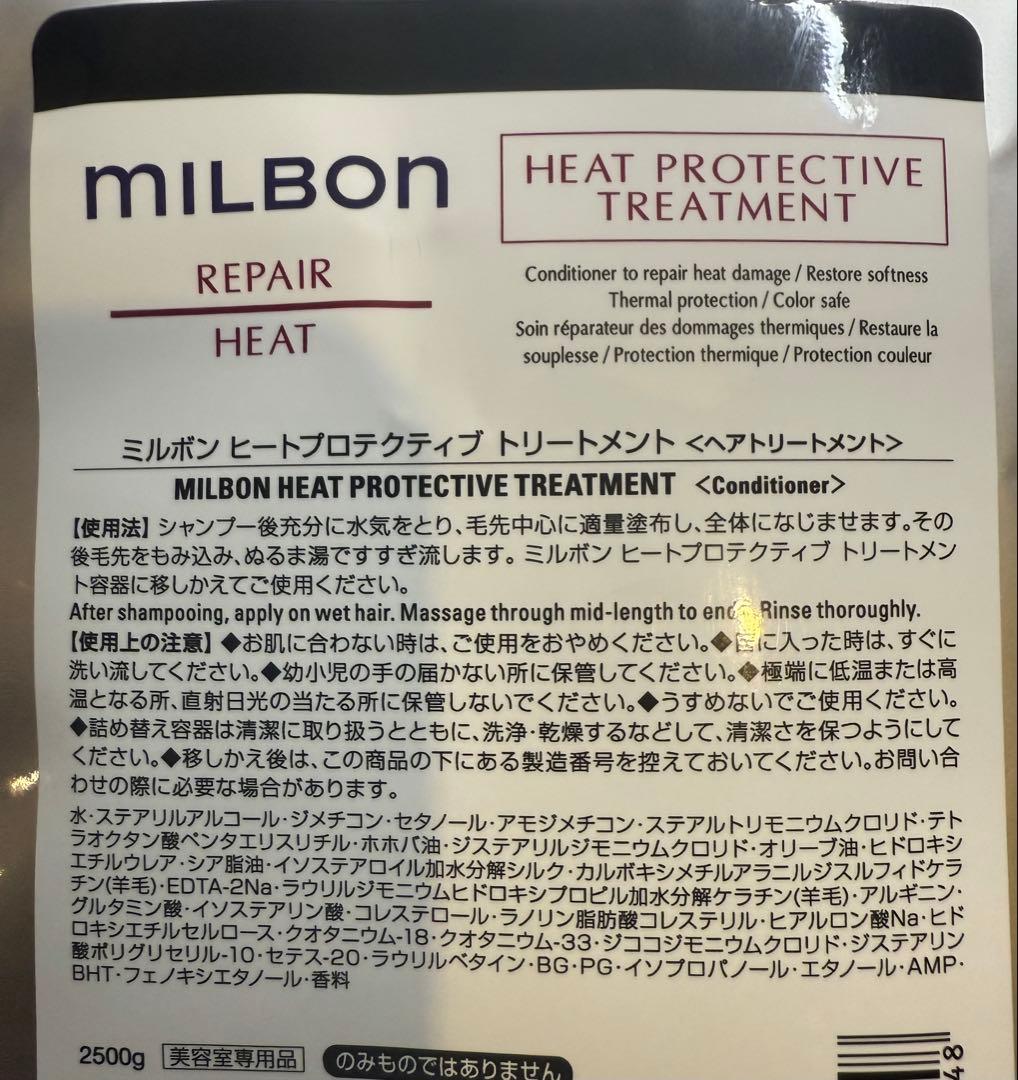 MILBON
REPAIR
HEAT
HEAT PROTECTIVE
TREATMENT
Conditioner to repair heat damage / Restore softness
Thermal protection / Color safe
Soin réparateur des dommages thermiques / Restaure la
souplesse / Protection thermique / Protection couleur
ミルボン ヒートプロテクティブ トリートメント <ヘアトリートメント>
MILBON HEAT PROTECTIVE TREATMENT <Conditioner>
【使用法】シャンプー後充分に水気をとり、毛先中心に適量塗布し、全体になじませます。その
後毛先をもみ込み、ぬるま湯ですすぎ流します。ミルボン ヒートプロテクティブ トリートメン
ト容器に移しかえてご使用ください。
After shampooing, apply on wet hair. Massage through mid-length to Rinse thoroughly.
【使用上の注意】◆お肌に合わない時は、ご使用をおやめください。◆に入った時は、すぐに
洗い流してください。◆幼小児の手の届かない所に保管してください。◆極端に低温または高
温となる所、直射日光の当たる所に保管しないでください。◆うすめないでご使用ください。
◆詰め替え容器は清潔に取り扱うとともに、洗浄・乾燥するなどして、清潔さを保つようにして
ください。◆移しかえ後は、この商品の下にある製造番号を控えておいてください。お問い合
わせの際に必要な場合があります。
水・ステアリルアルコール・ジメチコン・セタノール・アモジメチコン・ステアルトリモニウムクロリド・テト
ラオクタン酸ペンタエリスリチル・ホホバ油・ジステアリルジモニウムクロリド・オリーブ油・ヒドロキシ
エチルウレア・シア脂油・イソステアロイル加水分解シルク・カルボキシメチルアラニルジスルフィドケラ
チン(羊毛)・EDTA-2Na・ラウリルジモニウムヒドロキシプロピル加水分解ケラチン(羊毛)・アルギニン・
グルタミン酸・イソステアリン酸・コレステロール・ラノリン脂肪酸コレステリル・ヒアルロン酸Na・ヒド
ロキシエチルセルロース・クオタニウム-18・クオタニウム-33・ジココジモニウムクロリド・ジステアリン
酸ポリグリセリル-10・セテス-20・ラウリルベタイン・BG・PG・イソプロパノール・エタノール・AMP・
BHT・フェノキシエタノール・香料
2500g 美容室専用品 のみものではありません
48